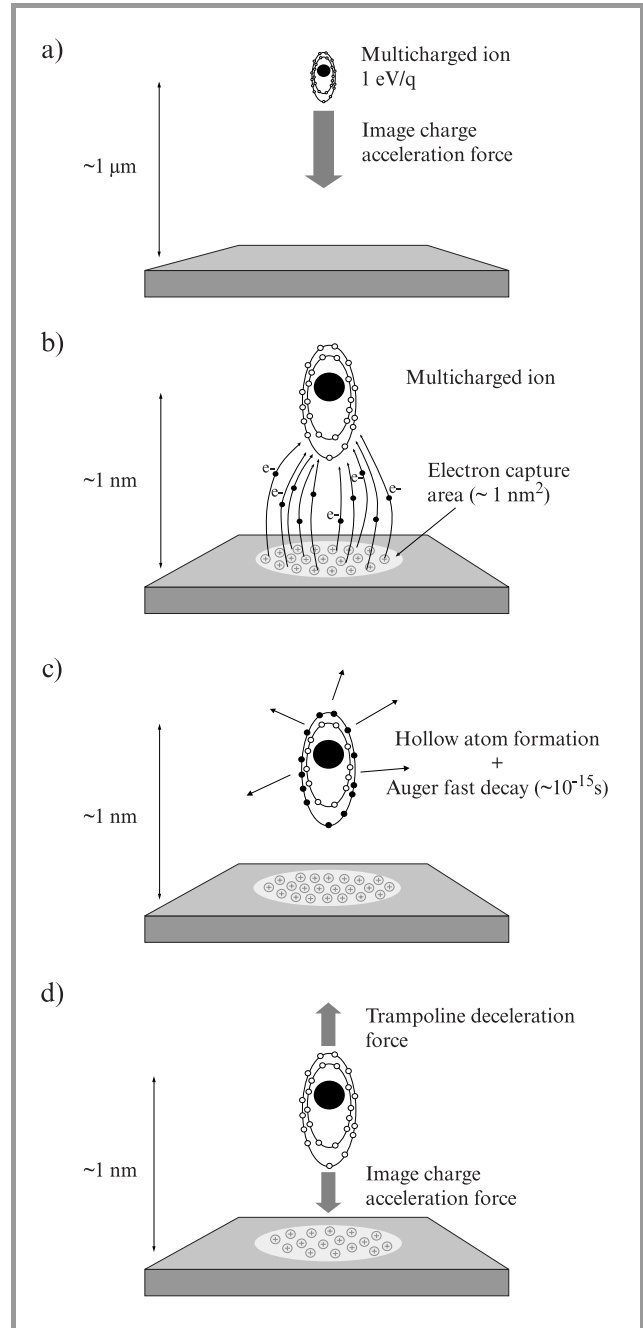 a)
Multicharged ion
1 eV/q
Image charge
acceleration force
~1 μm
b)
Multicharged ion
~1 nm
e-
e-
e-
e-
e-
Electron capture
area (~ 1 nm²)
c)
Hollow atom formation
+
Auger fast decay (~10⁻¹⁵s)
~1 nm
d)
Trampoline deceleration
force
~1 nm
Image charge
acceleration force